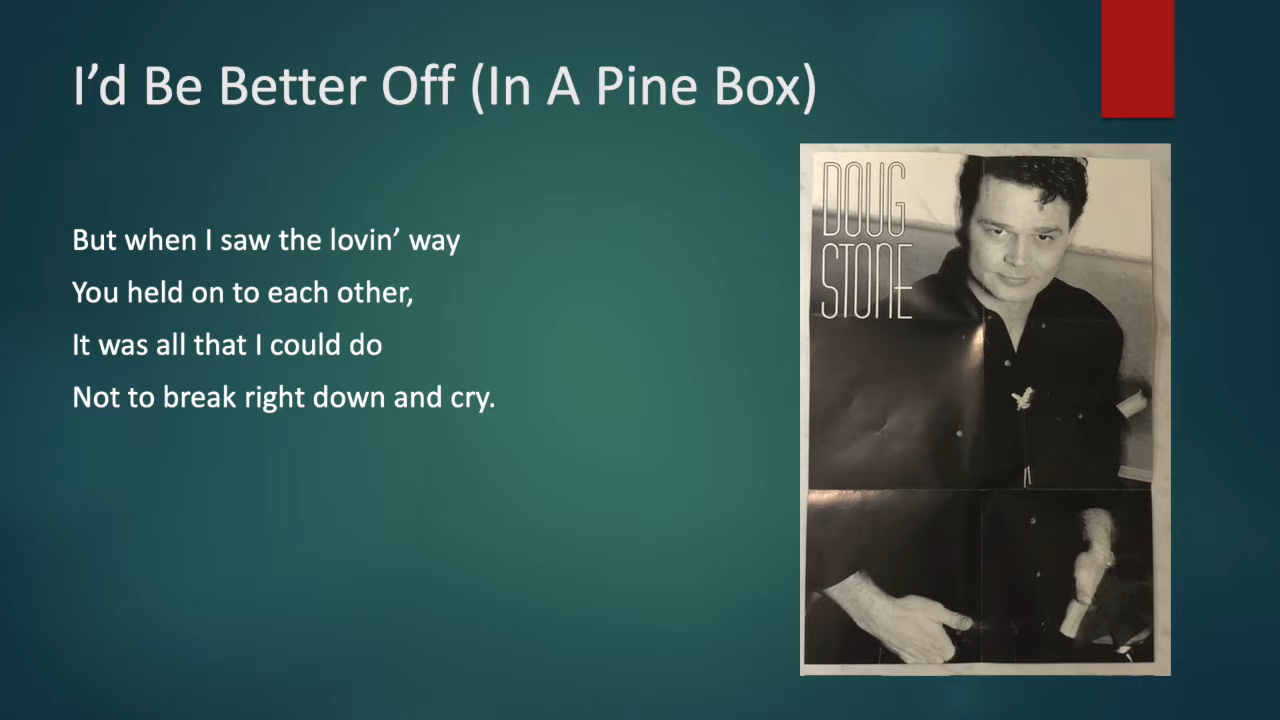 I’d Be Better Off (In A Pine Box)
But when I saw the lovin’ way
You held on to each other,
It was all that I could do
Not to break right down and cry.
DOUG
STONE